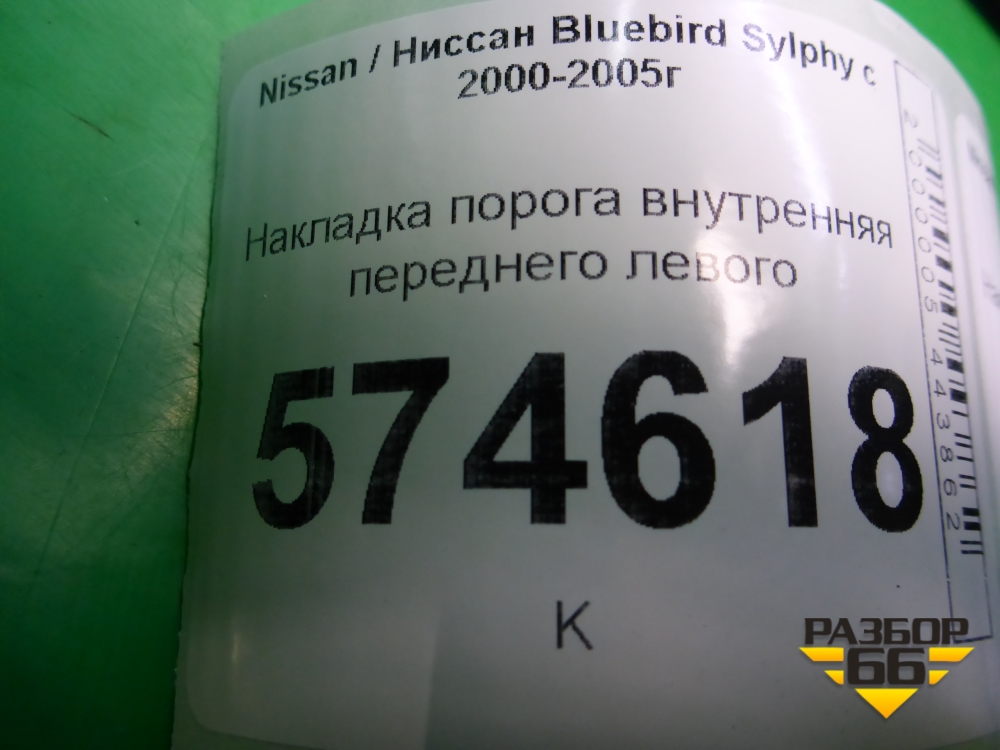 Nissan / Ниссан Bluebird Sylphy с
2000-2005г
Накладка порога внутренняя
переднего левого
574618
К
2000005443862
РАЗБОР
66